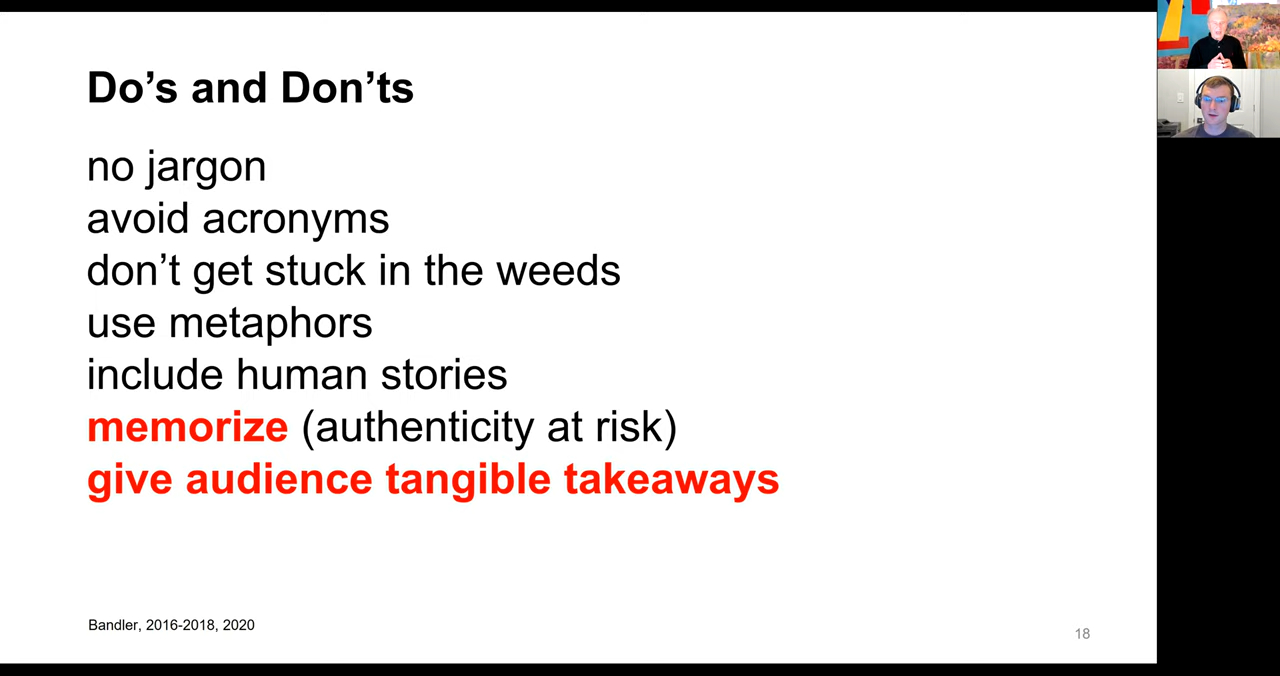 Do’s and Don’ts
no jargon
avoid acronyms
don’t get stuck in the weeds
use metaphors
include human stories
memorize (authenticity at risk)
give audience tangible takeaways
Bandler, 2016-2018, 2020
18